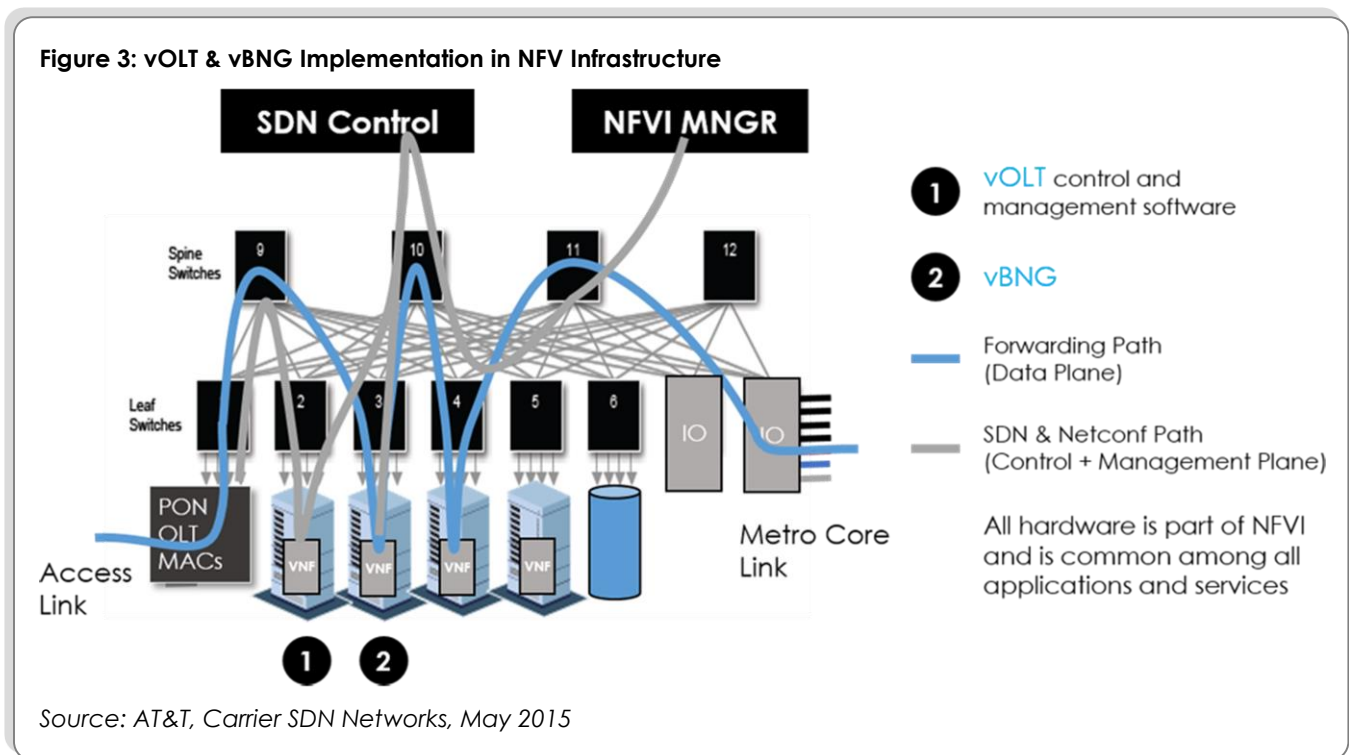 Figure 3: vOLT & vBNG Implementation in NFV Infrastructure
SDN Control
NFVI MNGR
Spine
Switches
9
10
11
12
Leaf
Switches
2
3
4
5
6
IO
IO
PON
OLT
MACs
VNF
VNF
VNF
VNF
Access
Link
Metro Core
Link
1
2
1
vOLT control and
management software
2
vBNG
Forwarding Path
(Data Plane)
SDN & Netconf Path
(Control + Management Plane)
All hardware is part of NFVI
and is common among all
applications and services
Source: AT&T, Carrier SDN Networks, May 2015